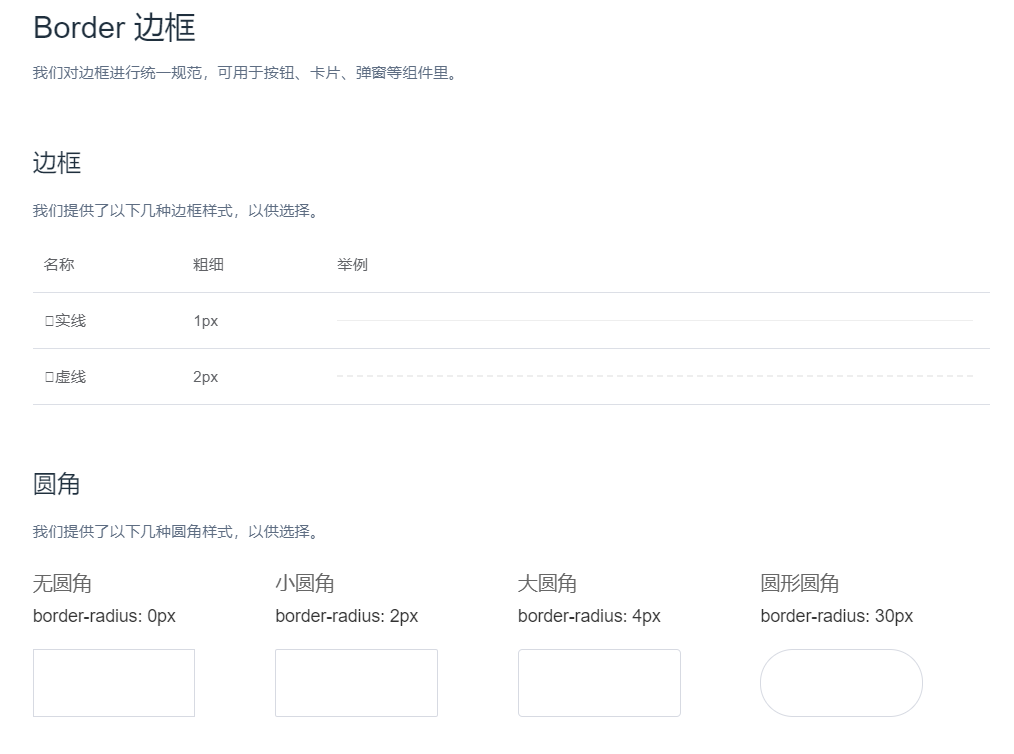 Border 边框
我们对边框进行统一规范，可用于按钮、卡片、弹窗等组件里。
边框
我们提供了以下几种边框样式，以供选择。
名称 粗细 举例
实线 1px
虚线 2px
圆角
我们提供了以下几种圆角样式，以供选择。
无圆角 小圆角 大圆角 圆形圆角
border-radius: 0px border-radius: 2px border-radius: 4px border-radius: 30px